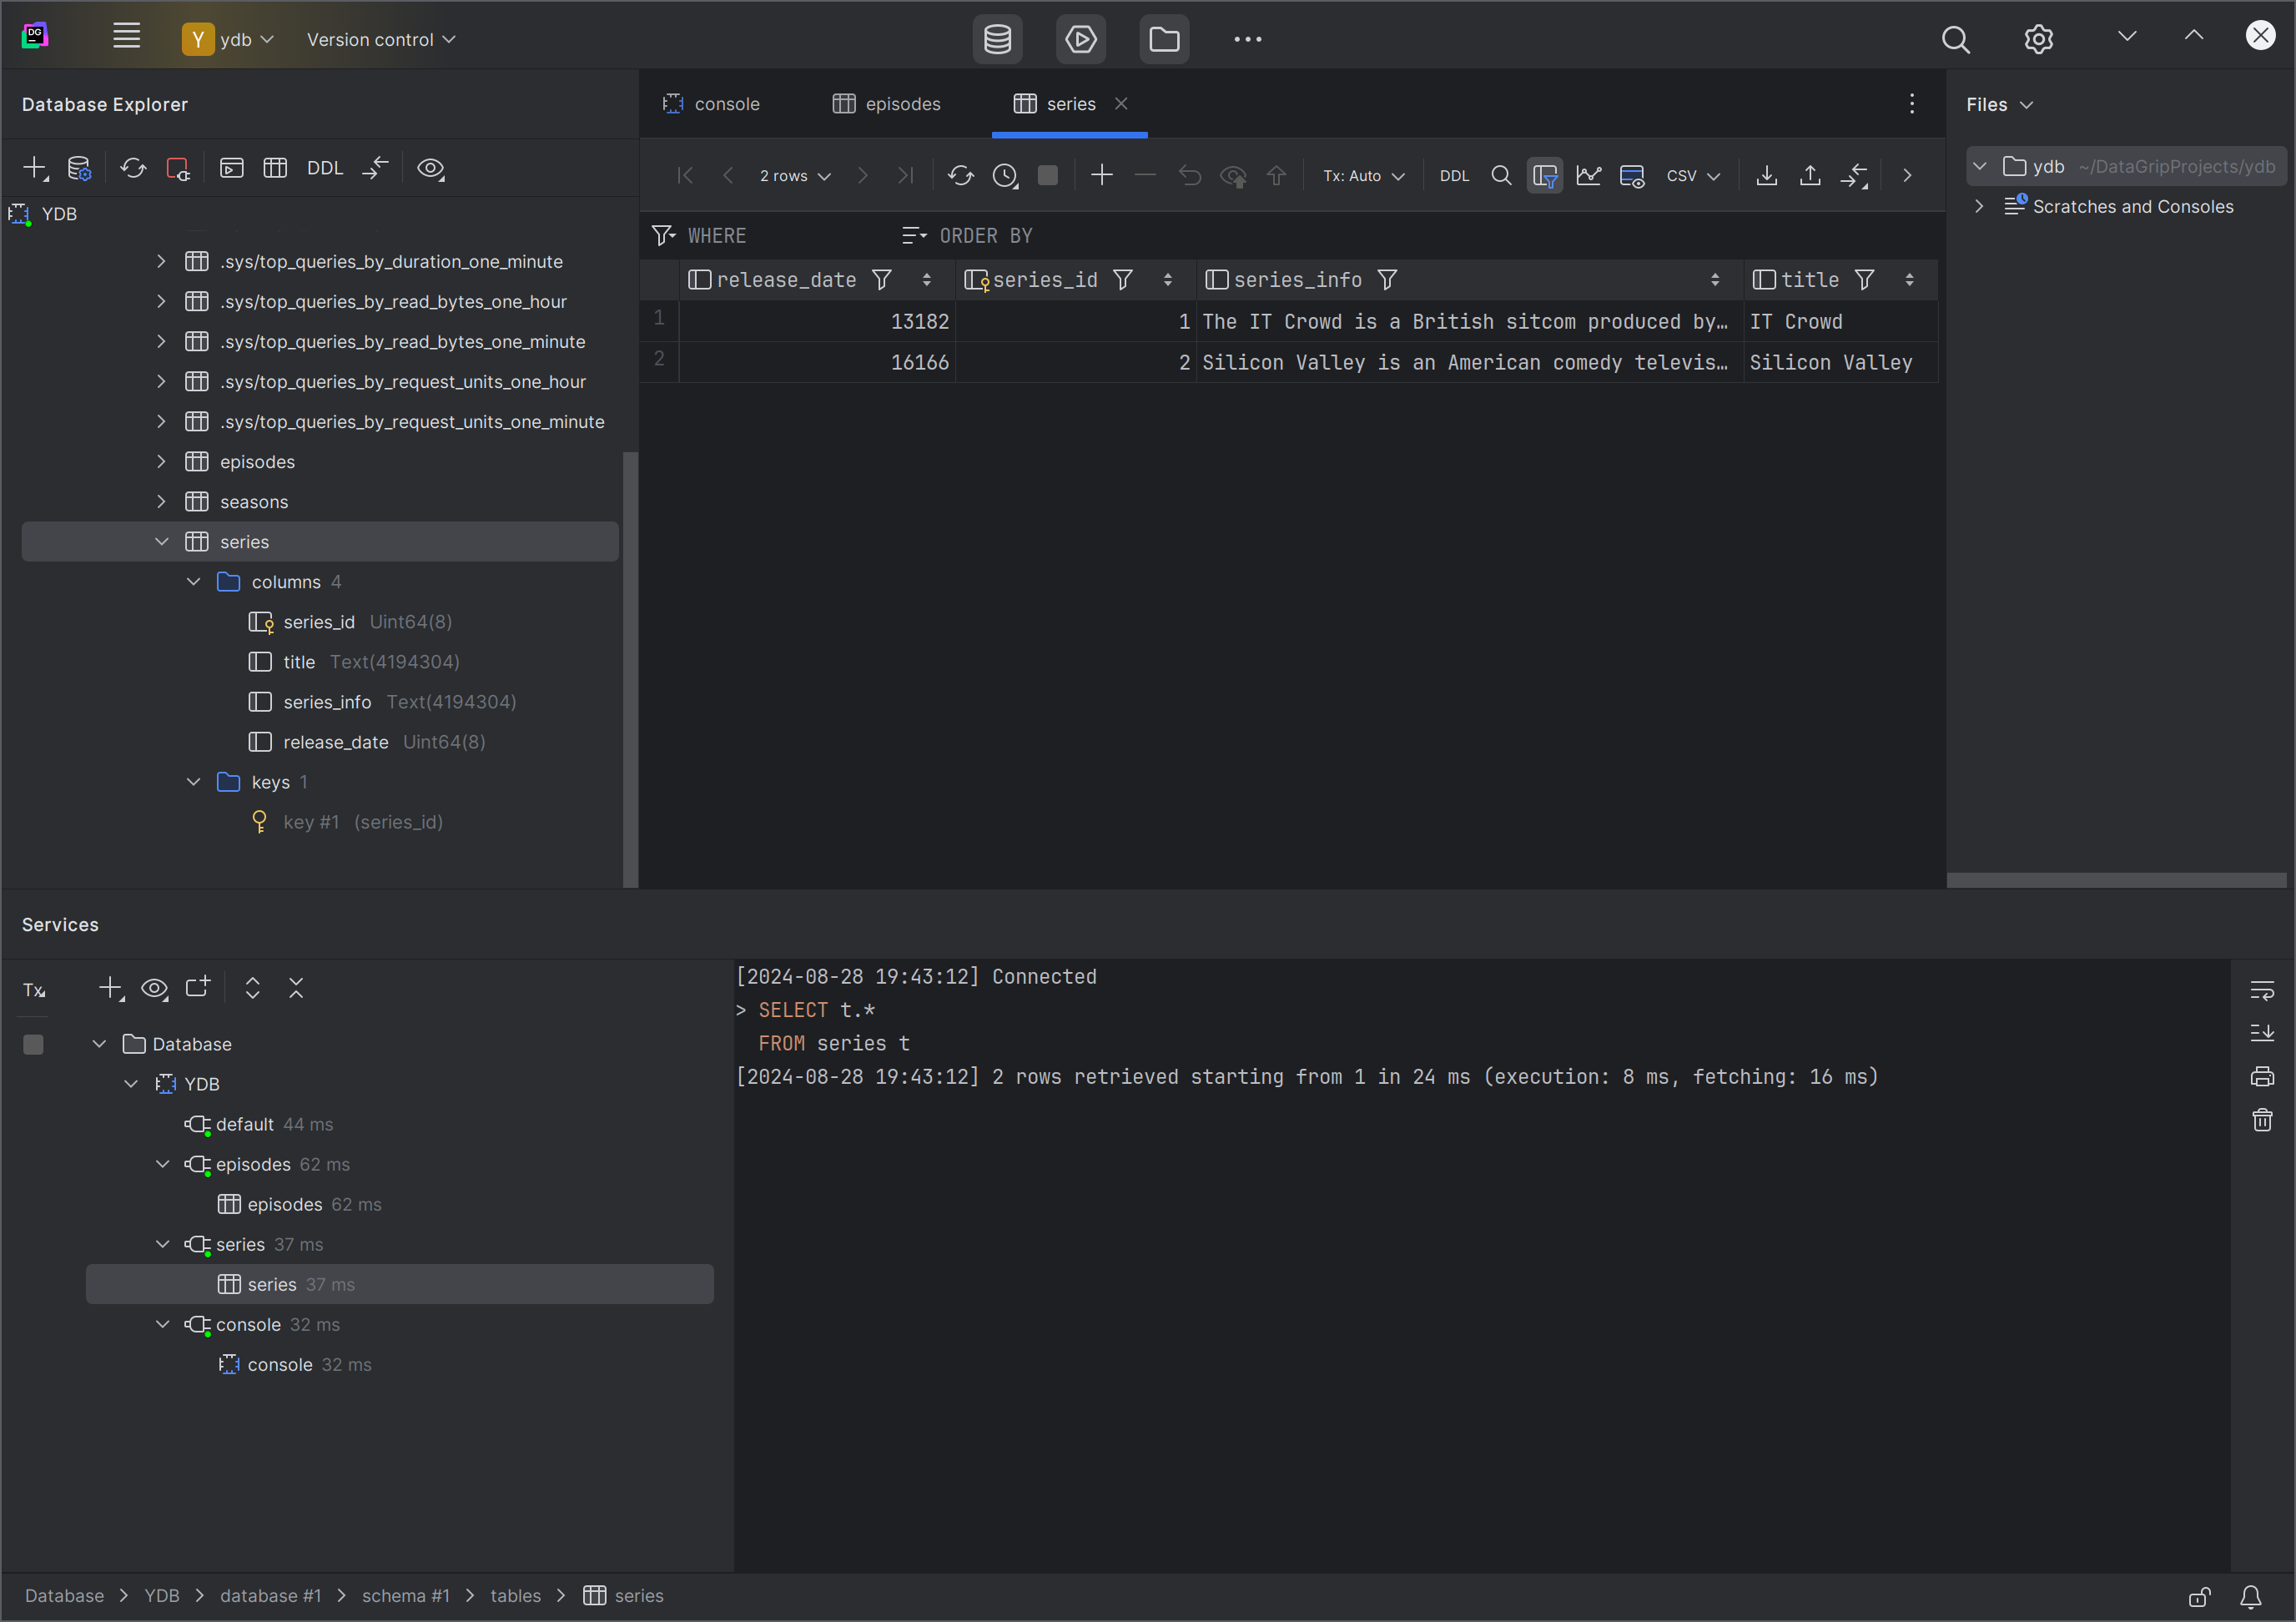 DG
Y ydb Version control
Database Explorer
DDL
YDB
.sys/top_queries_by_duration_one_minute
.sys/top_queries_by_read_bytes_one_hour
.sys/top_queries_by_read_bytes_one_minute
.sys/top_queries_by_request_units_one_hour
.sys/top_queries_by_request_units_one_minute
episodes
seasons
series
columns 4
series_id Uint64(8)
title Text(4194304)
series_info Text(4194304)
release_date Uint64(8)
keys 1
key #1 (series_id)
console episodes series
2 rows Tx: Auto DDL CSV
WHERE ORDER BY
release_date series_id series_info title
1 13182 1 The IT Crowd is a British sitcom produced by… IT Crowd
2 16166 2 Silicon Valley is an American comedy televis… Silicon Valley
Files
ydb ~/DataGripProjects/ydb
Scratches and Consoles
Services
Tx
Database
YDB
default 44 ms
episodes 62 ms
episodes 62 ms
series 37 ms
series 37 ms
console 32 ms
console 32 ms
[2024-08-28 19:43:12] Connected
> SELECT t.*
FROM series t
[2024-08-28 19:43:12] 2 rows retrieved starting from 1 in 24 ms (execution: 8 ms, fetching: 16 ms)
Database > YDB > database #1 > schema #1 > tables > series